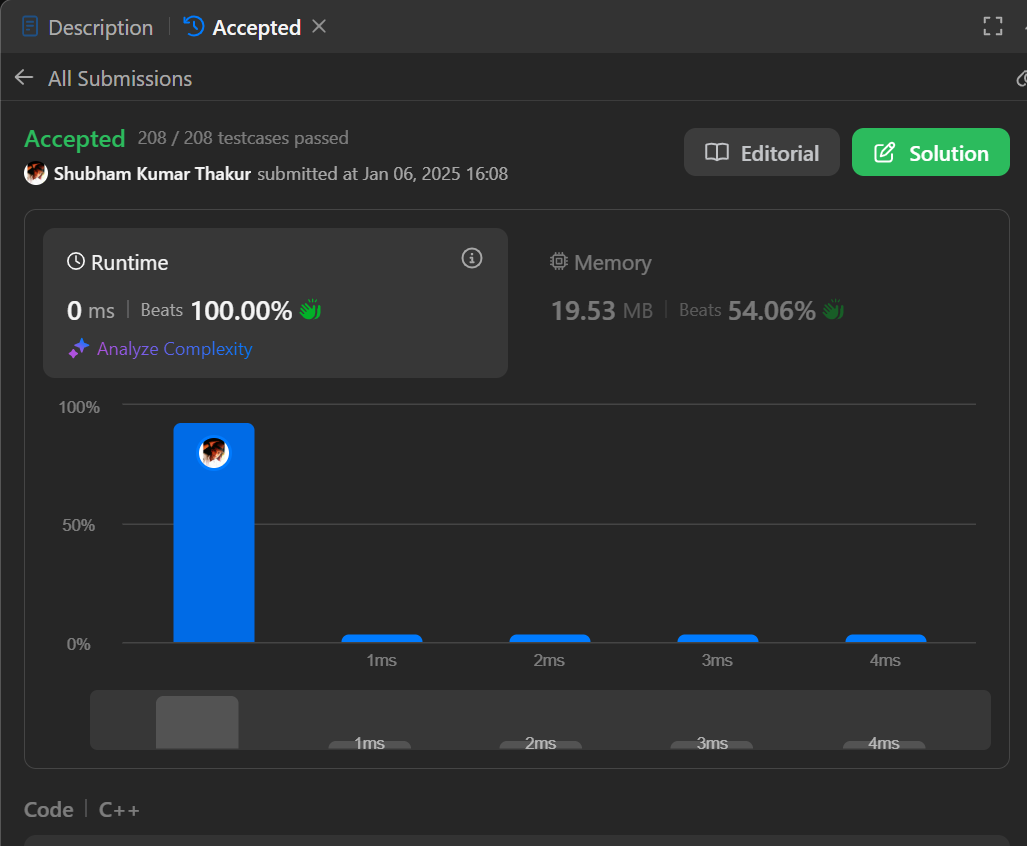 Description Accepted
All Submissions
Accepted 208 / 208 testcases passed
Shubham Kumar Thakur submitted at Jan 06, 2025 16:08
Editorial Solution
Runtime
0 ms Beats 100.00%
Analyze Complexity
Memory
19.53 MB Beats 54.06%
100%
50%
0%
1ms 2ms 3ms 4ms
1ms 2ms 3ms 4ms
Code C++